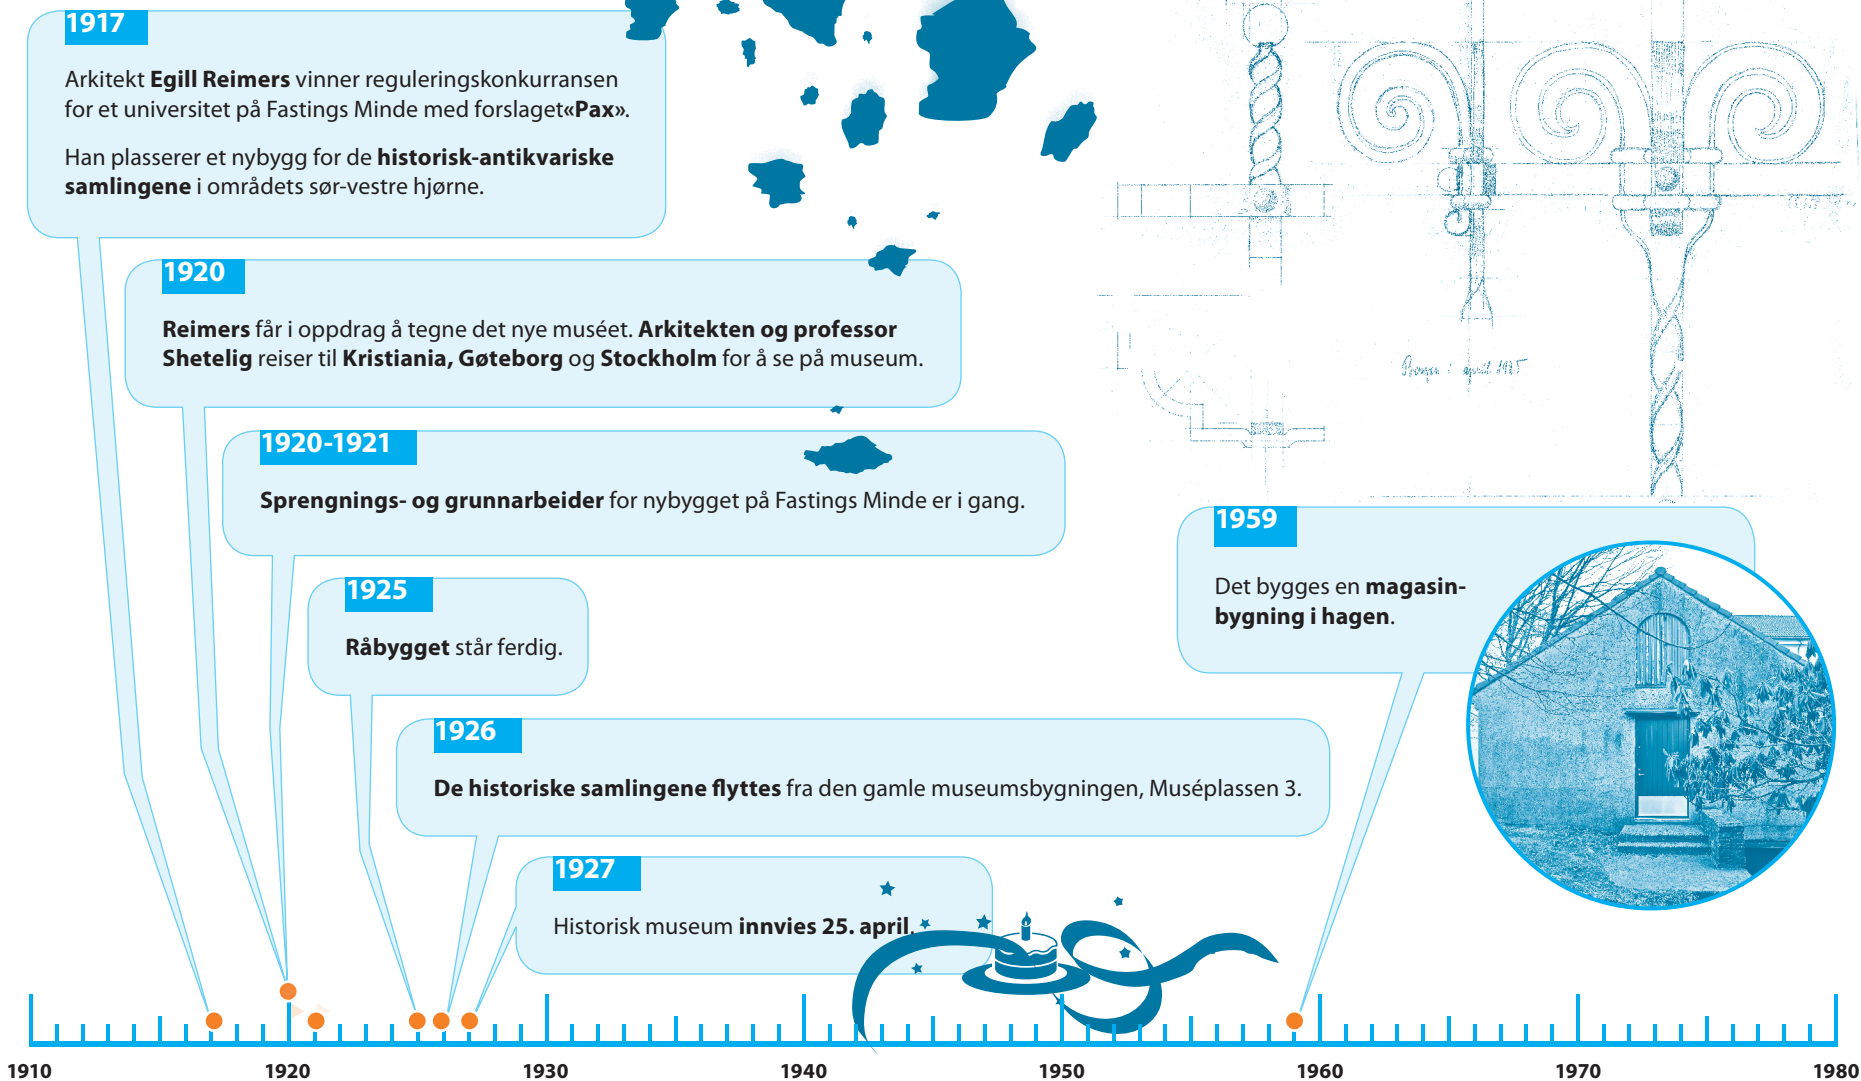 1917
Arkitekt Egill Reimers vinner reguleringskonkurransen
for et universitet på Fastings Minde med forslaget«Pax».
Han plasserer et nybygg for de historisk-antikvariske
samlingene i områdets sør-vestre hjørne.
1920
Reimers får i oppdrag å tegne det nye muséet. Arkitekten og professor
Shetelig reiser til Kristiania, Gøteborg og Stockholm for å se på museum.
Bergen i april 1925
1920-1921
Sprengnings- og grunnarbeider for nybygget på Fastings Minde er i gang.
1925
Råbygget står ferdig.
1926
De historiske samlingene flyttes fra den gamle museumsbygningen, Muséplassen 3.
1927
Historisk museum innvies 25. april.
1959
Det bygges en magasin-
bygning i hagen.
1910 1920 1930 1940 1950 1960 1970 1980